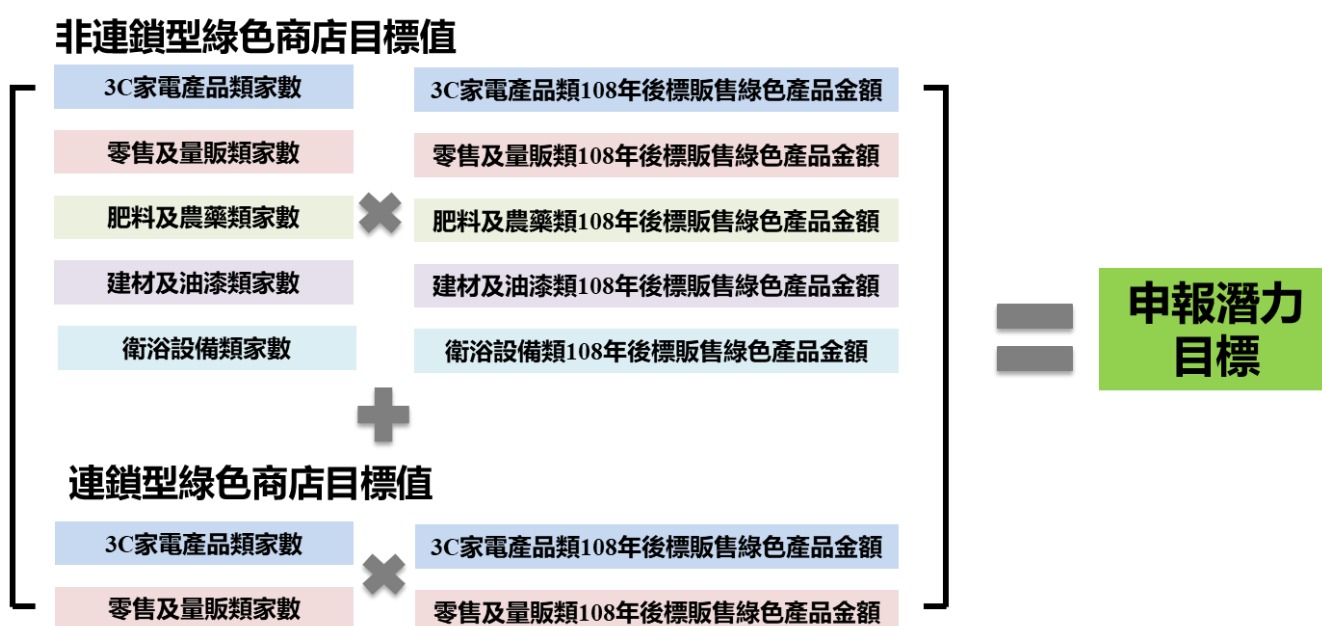 非連鎖型綠色商店目標值
3C家電產品類家數
3C家電產品類108年後標販售綠色產品金額
零售及量販類家數
零售及量販類108年後標販售綠色產品金額
肥料及農藥類家數
肥料及農藥類108年後標販售綠色產品金額
建材及油漆類家數
建材及油漆類108年後標販售綠色產品金額
衛浴設備類家數
衛浴設備類108年後標販售綠色產品金額
申報潛力
目標
連鎖型綠色商店目標值
3C家電產品類家數
3C家電產品類108年後標販售綠色產品金額
零售及量販類家數
零售及量販類108年後標販售綠色產品金額